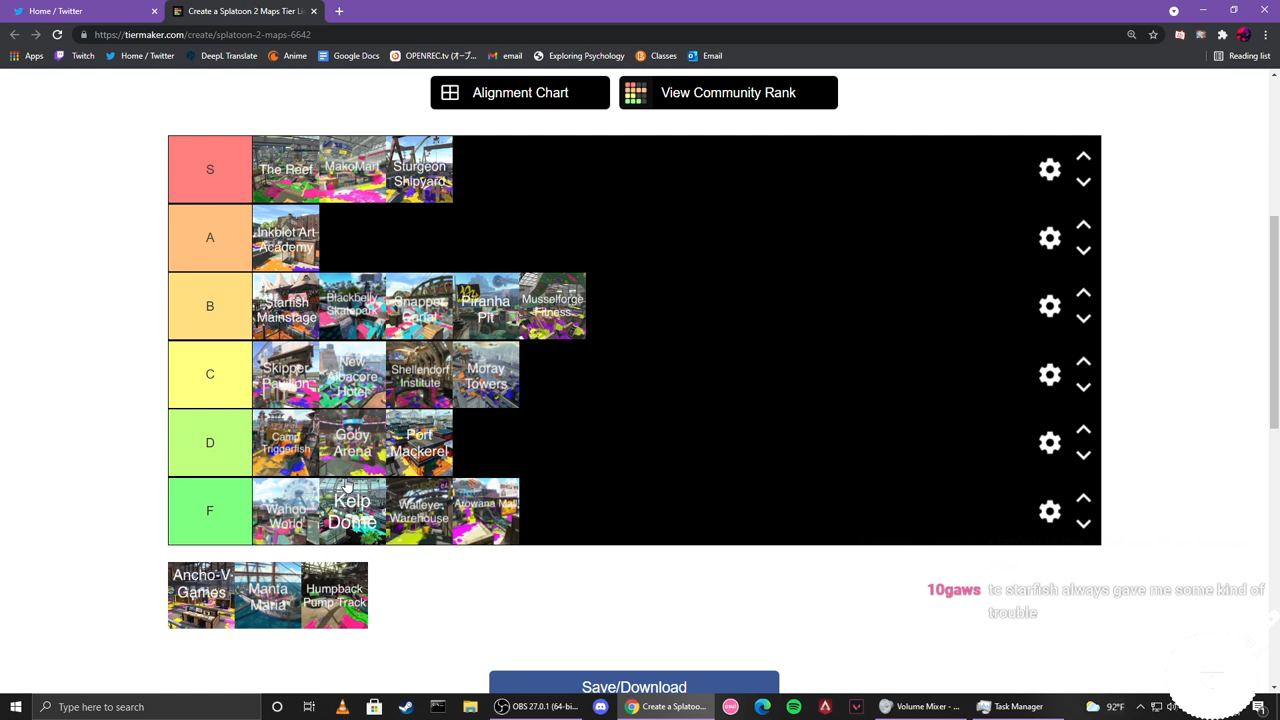 Home / Twitter
Create a Splatoon 2 Maps Tier Li
https://tiermaker.com/create/splatoon-2-maps-6642
Apps
Twitch
Home / Twitter
DeepL Translate
Anime
Google Docs
OPENREC.tv (オープ...
email
Exploring Psychology
Classes
Email
Reading list
Alignment Chart
View Community Rank
S
The Reef
MakoMart
Sturgeon
Shipyard
A
Inkblot Art
Academy
B
Starfish
Mainstage
Blackbelly
Skatepark
Snapper
Canal
Piranha
Pit
Musselforge
Fitness
C
Skipper
Pavilion
New
Albacore
Hotel
Shellendorf
Institute
Moray
Towers
D
Camp
Triggerfish
Goby
Arena
Port
Mackerel
F
Wahoo
World
Kelp
Dome
Walleye
Warehouse
Arowana Mall
Ancho-V
Games
Manta
Maria
Humpback
Pump Track
10gaws tc starfish always gave me some kind of
trouble
Save/Download
Type here to search
OBS 27.0.1 (64-bi...
Create a Splatoo...
Volume Mixer - ...
Task Manager
92°F